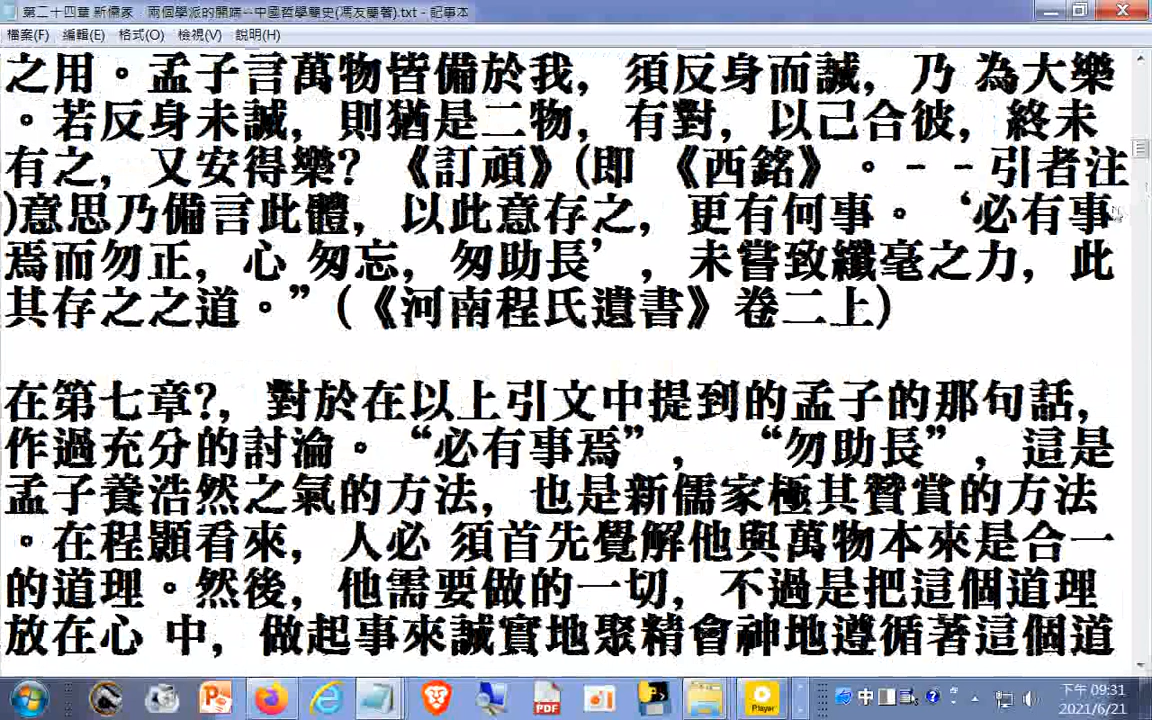 第二十四章 新儒家︰兩個學派的開端--中國哲學簡史(馮友蘭著).txt - 記事本
檔案(F) 編輯(E) 格式(O) 檢視(V) 說明(H)
之用。孟子言萬物皆備於我，須反身而誠，乃 為大樂
。若反身未誠，則猶是二物，有對，以己合彼，終未
有之，又安得樂？《訂頑》(即 《西銘》。--引者注
)意思乃備言此體，以此意存之，更有何事。‘必有事
焉而勿正，心 勿忘，勿助長’，未嘗致纖毫之力，此
其存之之道。”(《河南程氏遺書》卷二上)
在第七章?，對於在以上引文中提到的孟子的那句話，
作過充分的討論。“必有事焉”，“勿助長”，這是
孟子養浩然之氣的方法，也是新儒家極其贊賞的方法
。在程顥看來，人必 須首先覺解他與萬物本來是合一
的道理。然後，他需要做的一切，不過是把這個道理
放在心 中，做起事來誠實地聚精會神地遵循著這個道
中
Player
PDF
下午 09:31
2021/6/21